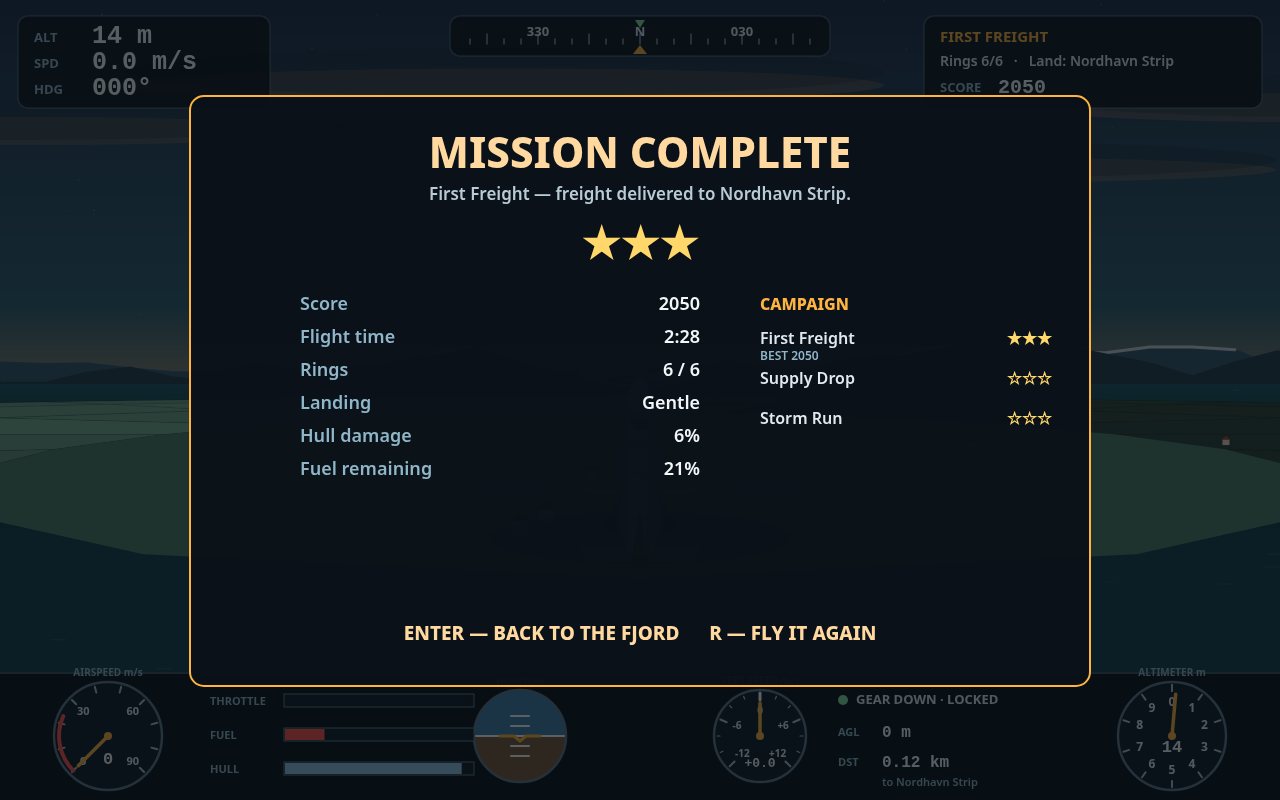 ALT 14 m
SPD 0.0 m/s
HDG 000°
330 N 030
FIRST FREIGHT
Rings 6/6 · Land: Nordhavn Strip
SCORE 2050
MISSION COMPLETE
First Freight — freight delivered to Nordhavn Strip.
★★★
Score 2050
Flight time 2:28
Rings 6 / 6
Landing Gentle
Hull damage 6%
Fuel remaining 21%
CAMPAIGN
First Freight ★★★
BEST 2050
Supply Drop ☆☆☆
Storm Run ☆☆☆
ENTER — BACK TO THE FJORD R — FLY IT AGAIN
AIRSPEED m/s
30 60
0 90
0
THROTTLE
FUEL
HULL
-6 +6
-12 +12
+0.0
GEAR DOWN · LOCKED
AGL 0 m
DST 0.12 km
to Nordhavn Strip
ALTIMETER m
0 1 2 3 4 5 6 7 8 9
14